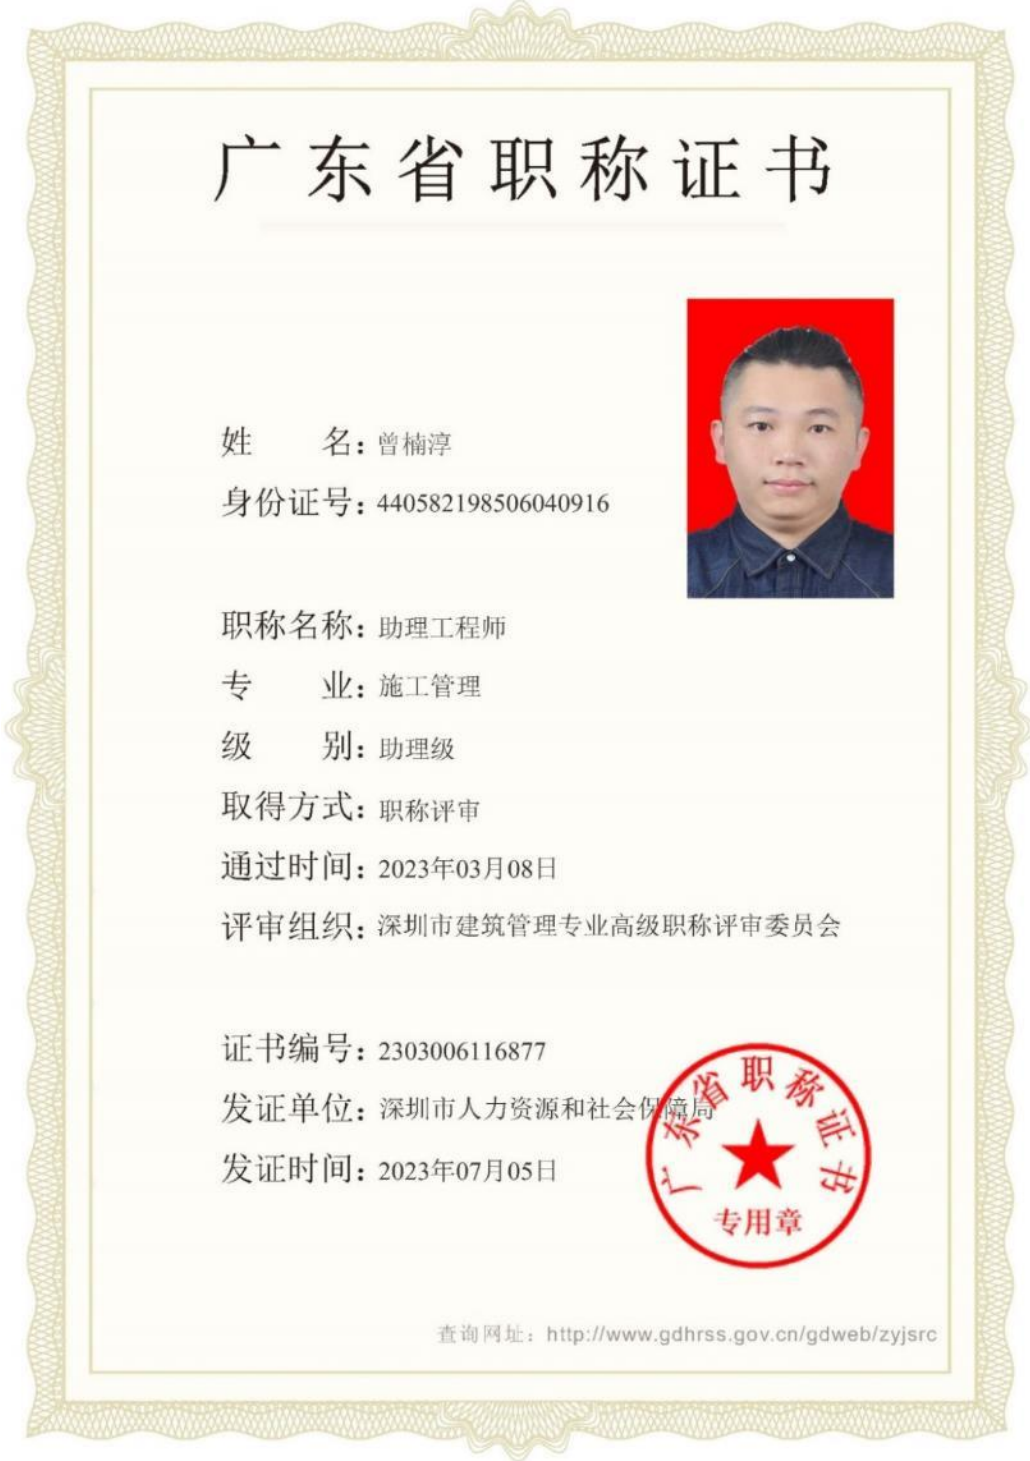 广东省职称证书
姓 名：曾楠淳
身份证号：440582198506040916
职称名称：助理工程师
专 业：施工管理
级 别：助理级
取得方式：职称评审
通过时间：2023年03月08日
评审组织：深圳市建筑管理专业高级职称评审委员会
证书编号：2303006116877
发证单位：深圳市人力资源和社会保障局
发证时间：2023年07月05日
广东省职称证书
专用章
查询网址：http://www.gdhrss.gov.cn/gdweb/zyjsrc